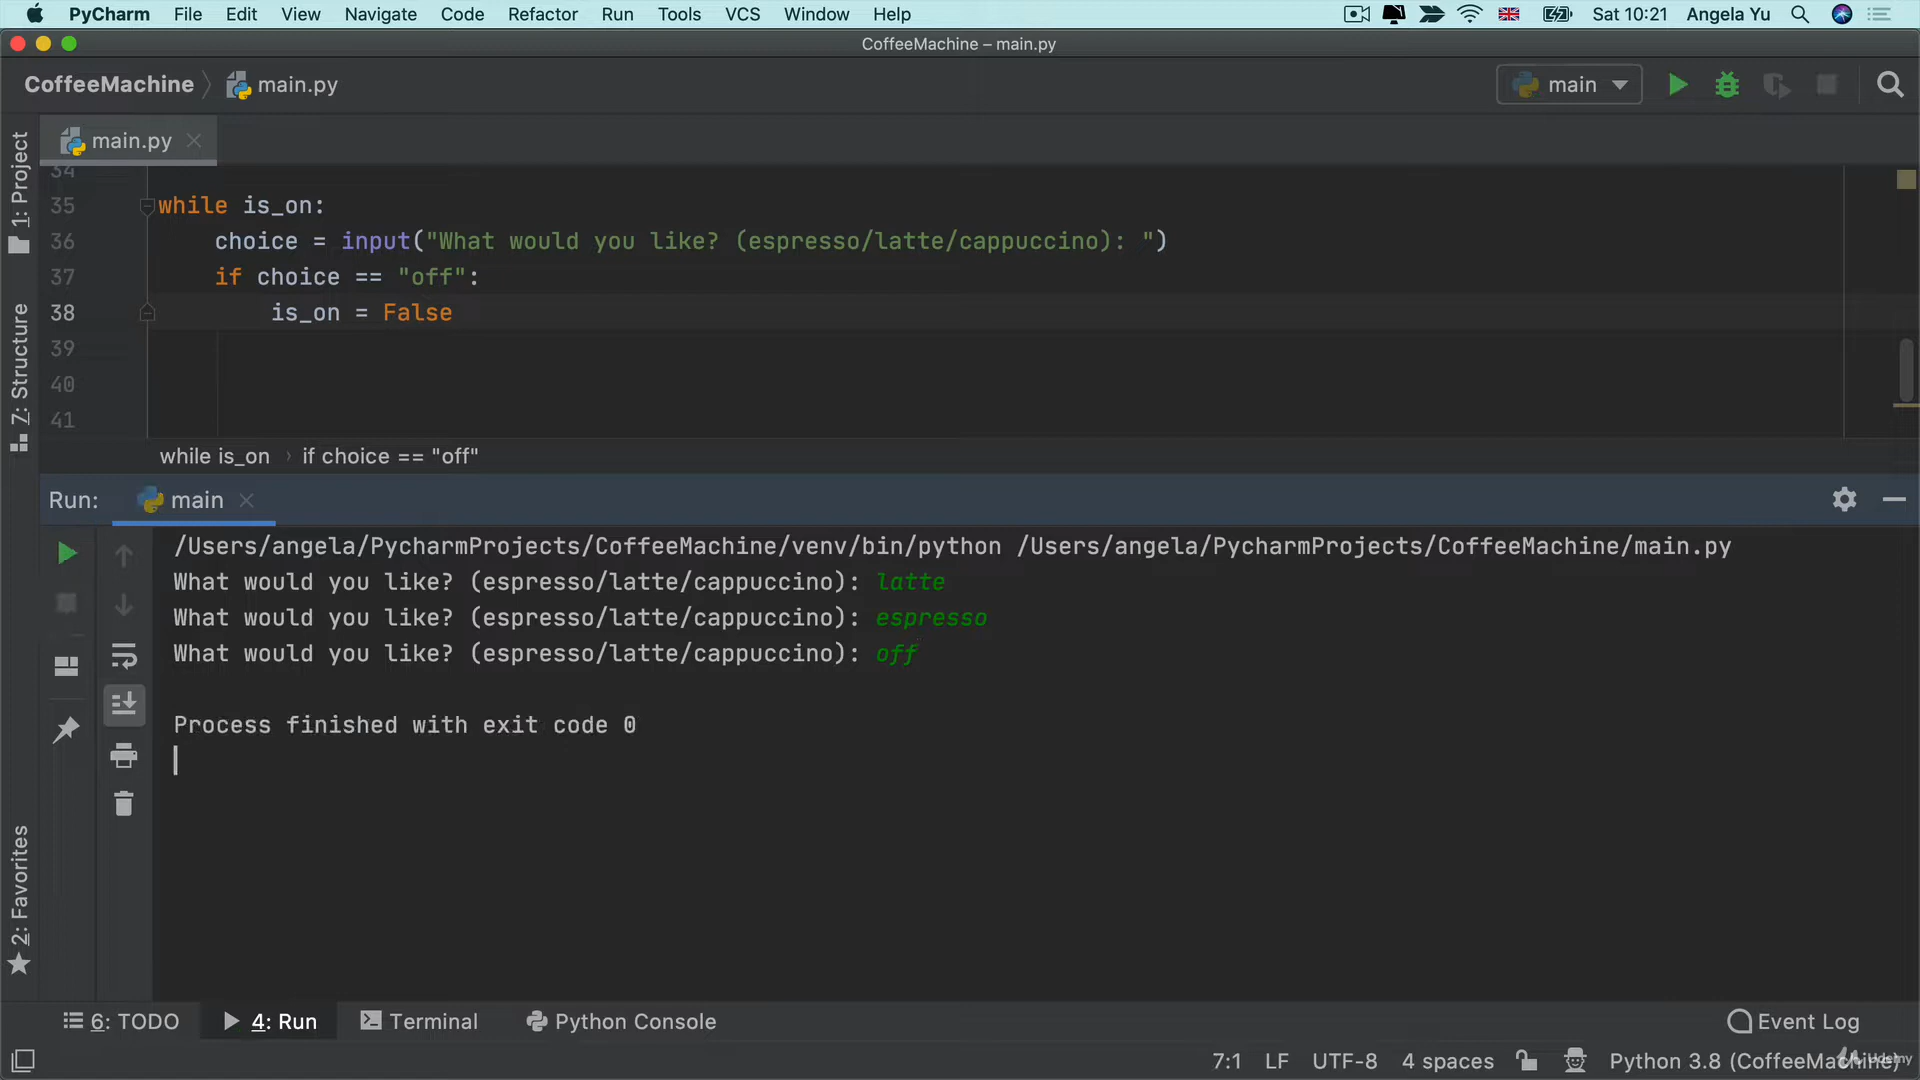 PyCharm File Edit View Navigate Code Refactor Run Tools VCS Window Help Sat 10:21 Angela Yu
CoffeeMachine – main.py
CoffeeMachine main.py main
main.py
1: Project
7: Structure
2: Favorites
34
35 while is_on:
36 choice = input("What would you like? (espresso/latte/cappuccino): ")
37 if choice == "off":
38 is_on = False
39
40
41
while is_on › if choice == "off"
Run: main
/Users/angela/PycharmProjects/CoffeeMachine/venv/bin/python /Users/angela/PycharmProjects/CoffeeMachine/main.py
What would you like? (espresso/latte/cappuccino): latte
What would you like? (espresso/latte/cappuccino): espresso
What would you like? (espresso/latte/cappuccino): off
Process finished with exit code 0
6: TODO 4: Run Terminal Python Console Event Log
7:1 LF UTF-8 4 spaces Python 3.8 (CoffeeMachine)
Udemy